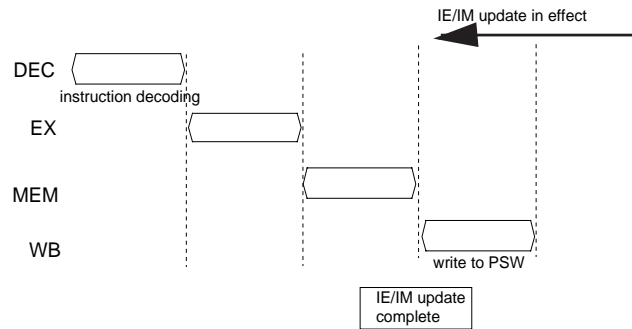 IE/IM update in effect
DEC
instruction decoding
EX
MEM
WB
write to PSW
IE/IM update
complete